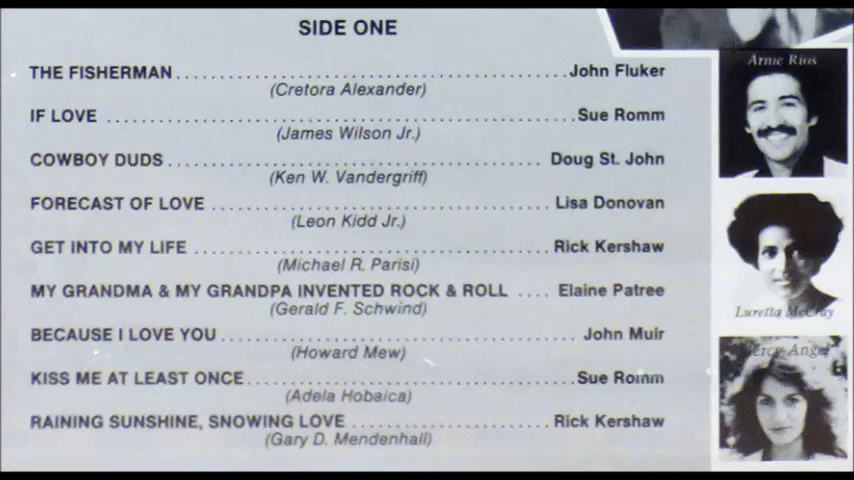 SIDE ONE
THE FISHERMAN ........ John Fluker
(Cretora Alexander)
IF LOVE ........ Sue Romm
(James Wilson Jr.)
COWBOY DUDS ........ Doug St. John
(Ken W. Vandergriff)
FORECAST OF LOVE ........ Lisa Donovan
(Leon Kidd Jr.)
GET INTO MY LIFE ........ Rick Kershaw
(Michael R. Parisi)
MY GRANDMA & MY GRANDPA INVENTED ROCK & ROLL .... Elaine Patree
(Gerald F. Schwind)
BECAUSE I LOVE YOU ........ John Muir
(Howard Mew)
KISS ME AT LEAST ONCE ........ Sue Romm
(Adela Hobaica)
RAINING SUNSHINE, SNOWING LOVE ........ Rick Kershaw
(Gary D. Mendenhall)
Arnie Rios
Luretta McCray
Angel